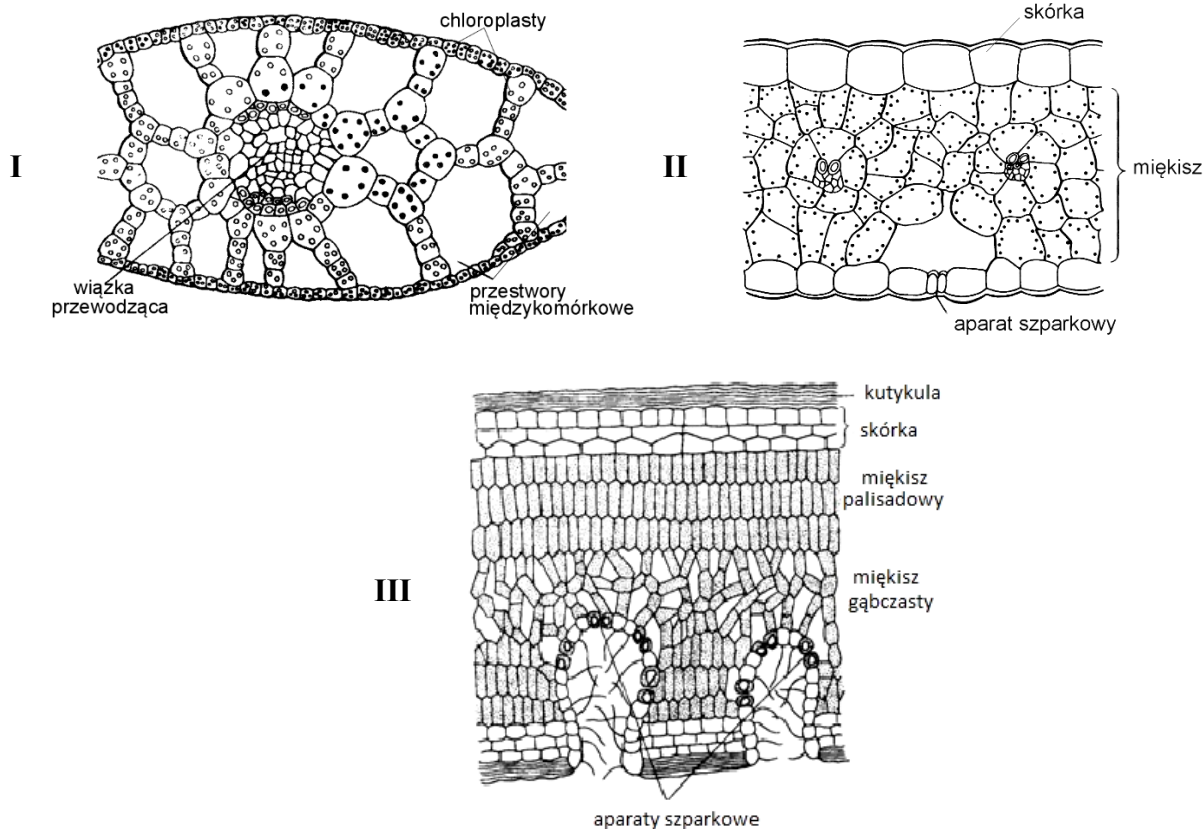 I
chloroplasty
wiązka
przewodząca
przestwory
międzykomórkowe
II
skórka
miękisz
aparat szparkowy
III
kutykula
skórka
miękisz
palisadowy
miękisz
gąbczasty
aparaty szparkowe